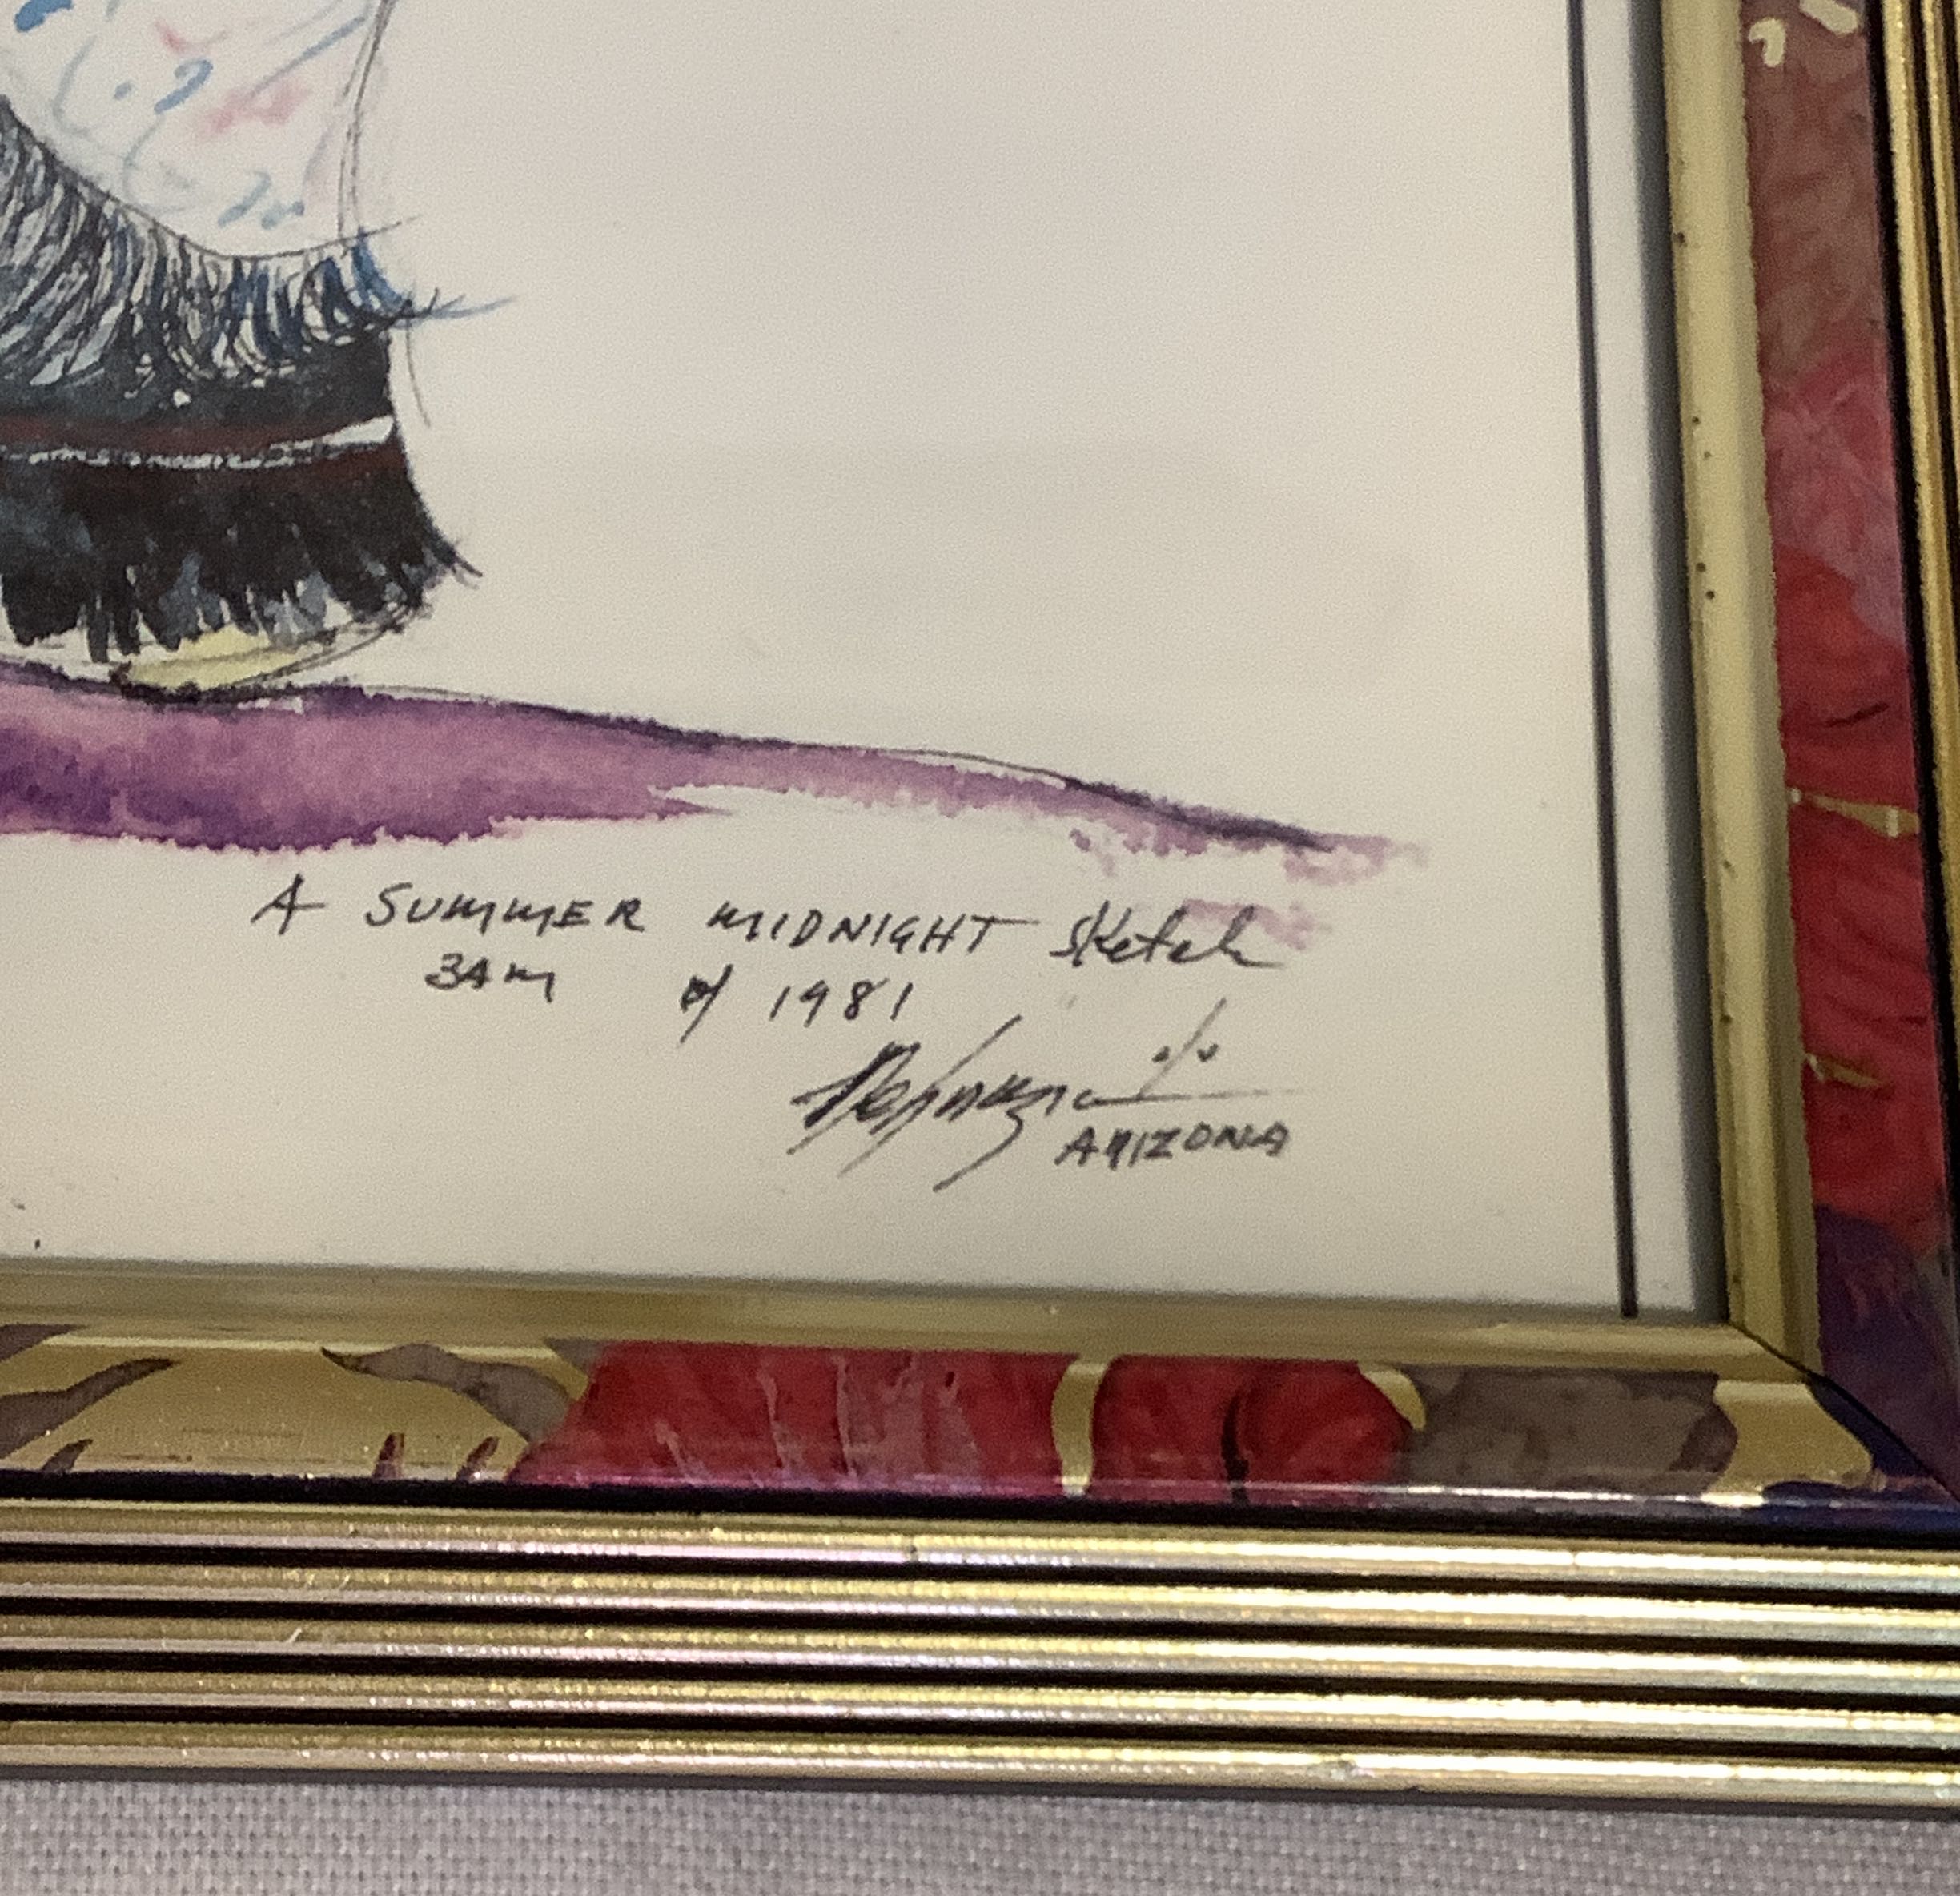 A SUMMER MIDNIGHT Sketch
3AM of 1981
ARIZONA